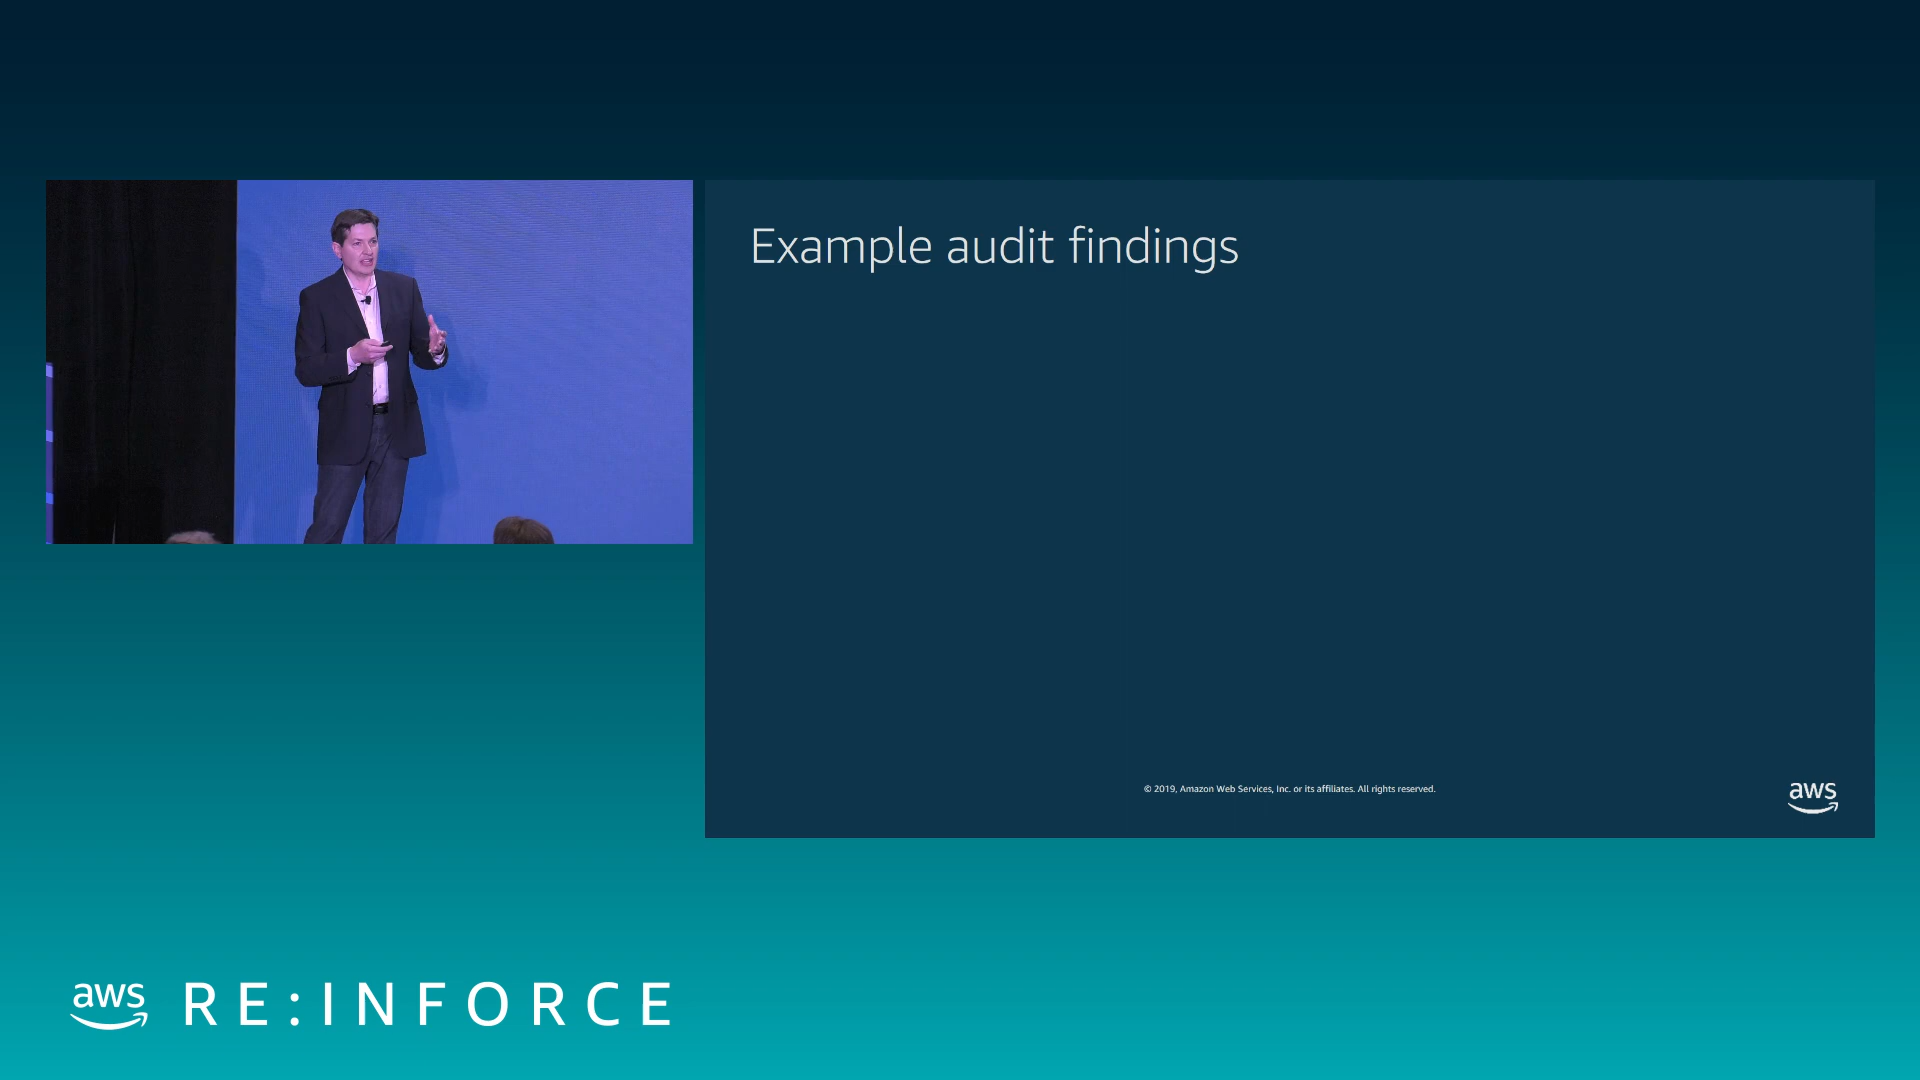 Example audit findings
© 2019, Amazon Web Services, Inc. or its affiliates. All rights reserved.
aws
aws RE:INFORCE